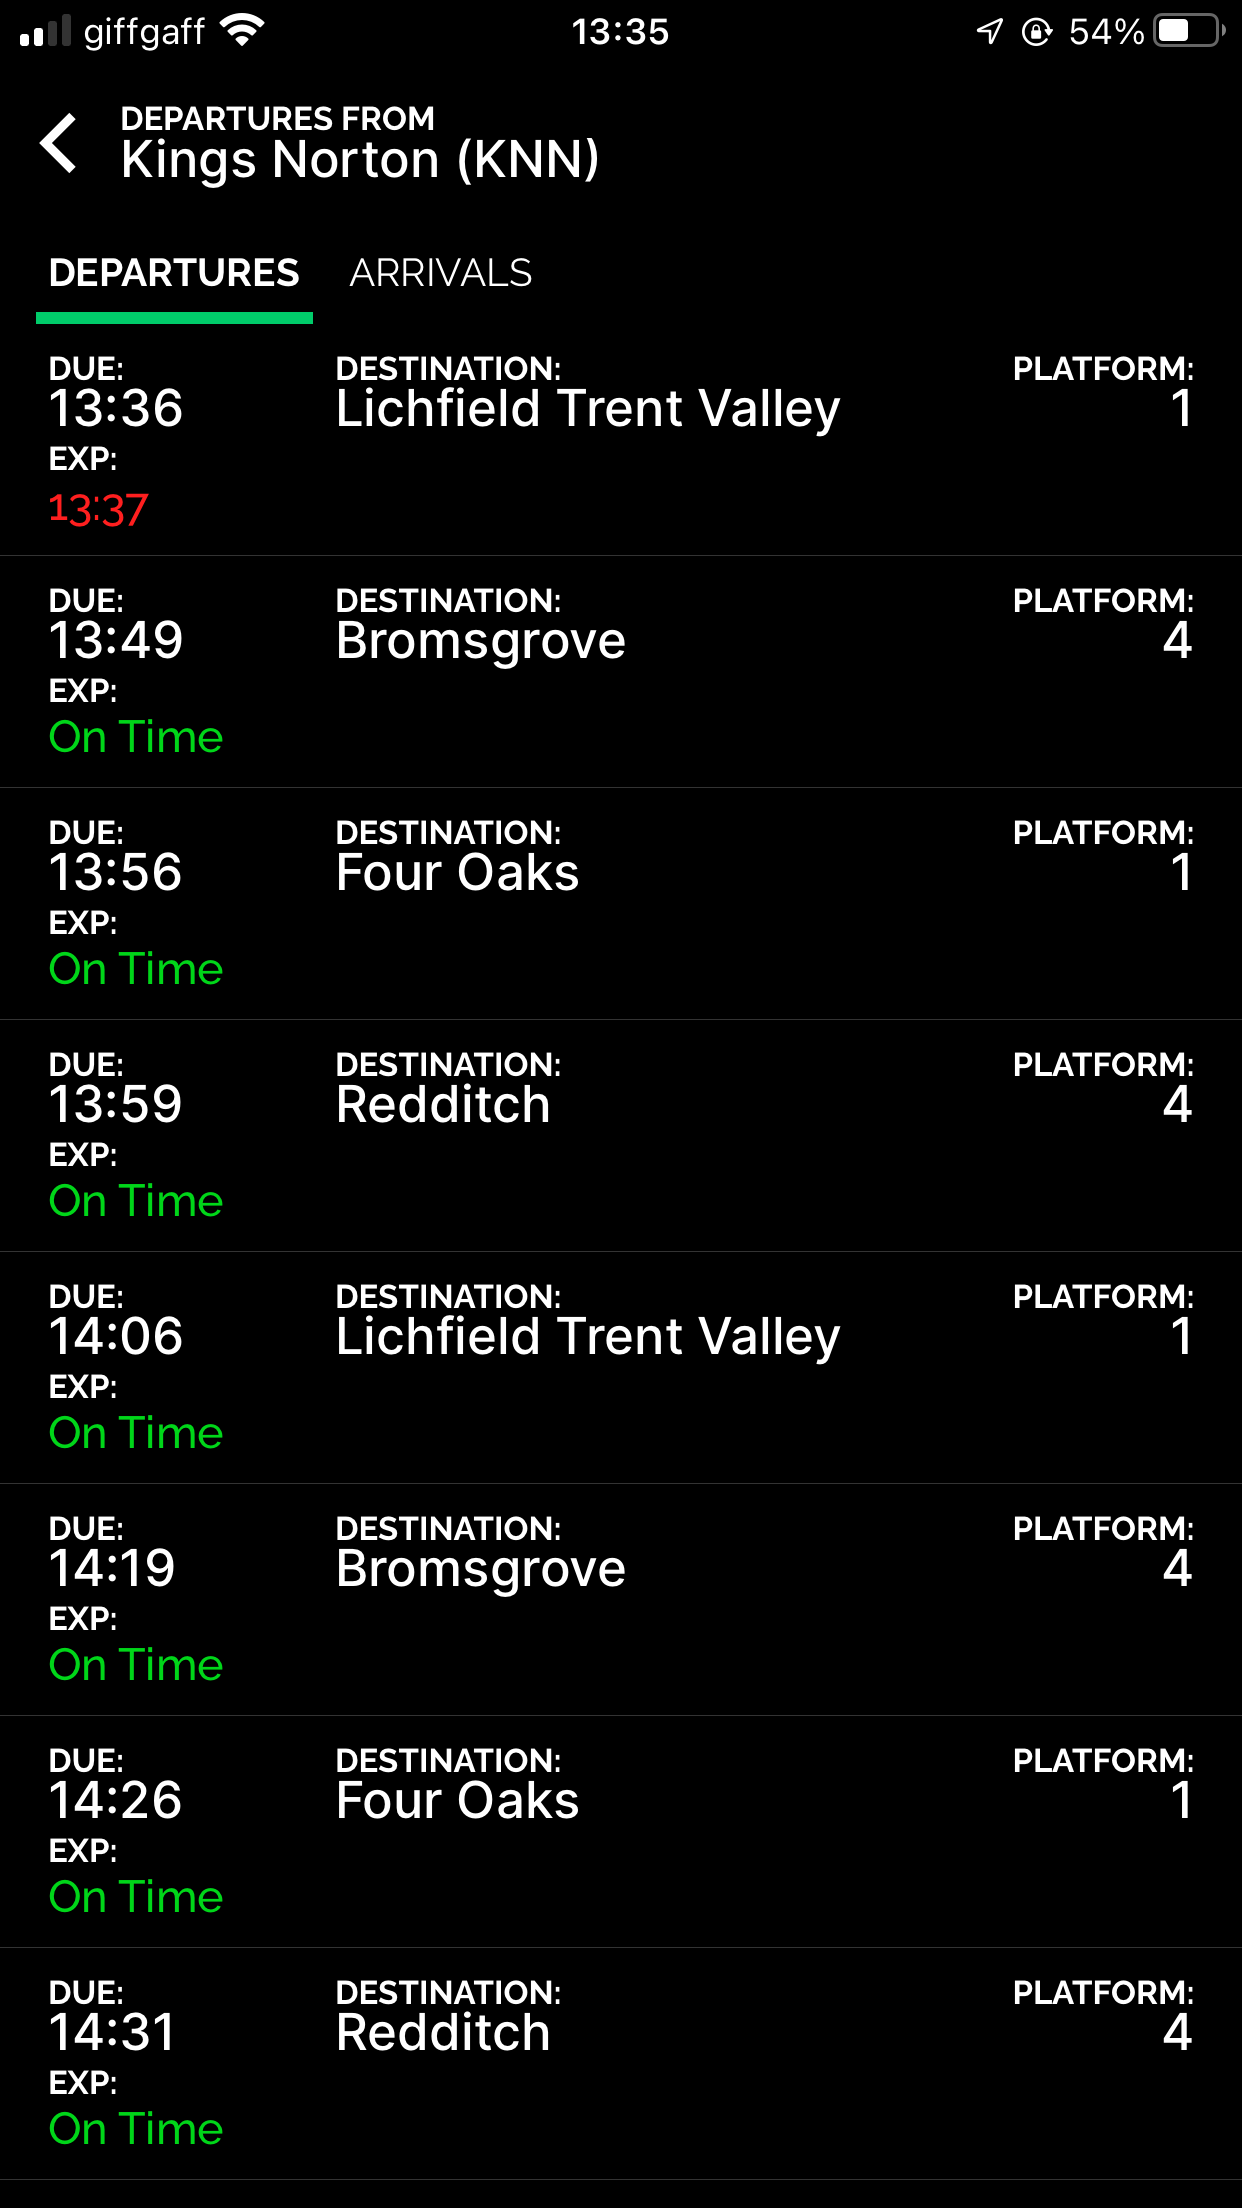 giffgaff 13:35 54%
DEPARTURES FROM
Kings Norton (KNN)
DEPARTURES ARRIVALS
DUE: DESTINATION: PLATFORM:
13:36 Lichfield Trent Valley 1
EXP:
13:37
DUE: DESTINATION: PLATFORM:
13:49 Bromsgrove 4
EXP:
On Time
DUE: DESTINATION: PLATFORM:
13:56 Four Oaks 1
EXP:
On Time
DUE: DESTINATION: PLATFORM:
13:59 Redditch 4
EXP:
On Time
DUE: DESTINATION: PLATFORM:
14:06 Lichfield Trent Valley 1
EXP:
On Time
DUE: DESTINATION: PLATFORM:
14:19 Bromsgrove 4
EXP:
On Time
DUE: DESTINATION: PLATFORM:
14:26 Four Oaks 1
EXP:
On Time
DUE: DESTINATION: PLATFORM:
14:31 Redditch 4
EXP:
On Time